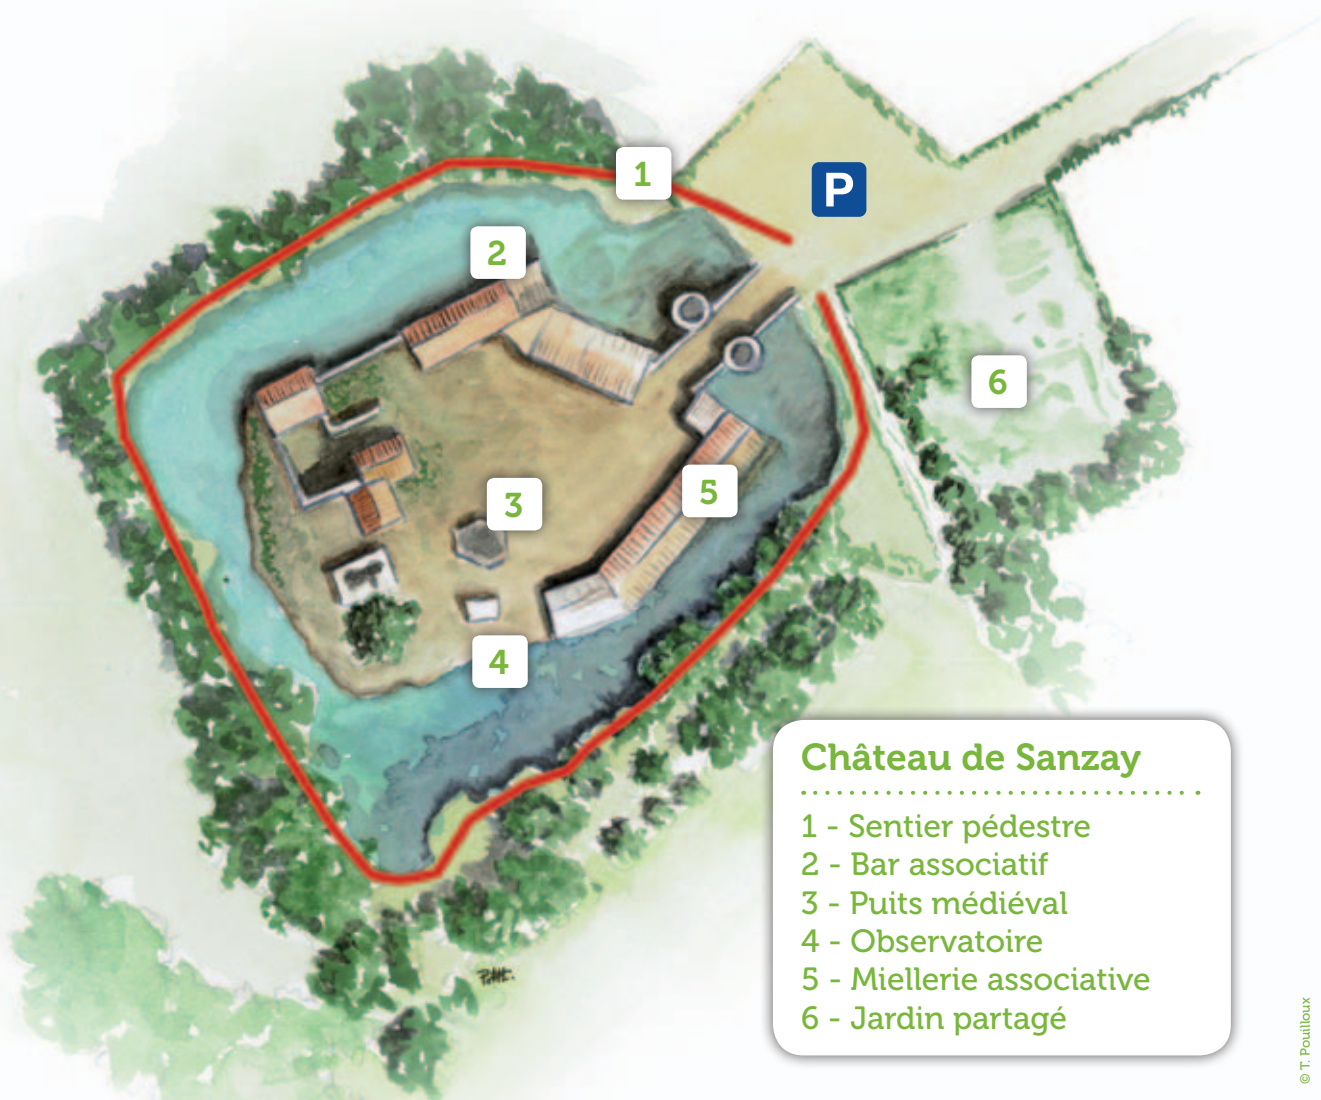 1
P
2
6
5
3
4
Château de Sanzay
1 - Sentier pédestre
2 - Bar associatif
3 - Puits médiéval
4 - Observatoire
5 - Miellerie associative
6 - Jardin partagé
© T. Pouilloux